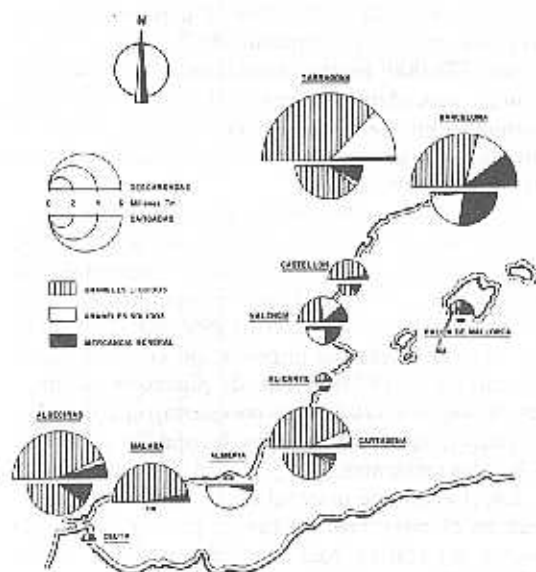 N
TARRAGONA
BARCELONA
DESCARGADAS
0 2 4 6 Millones Tm
CARGADAS
CASTELLON
GRANELES LIQUIDOS
GRANELES SOLIDOS
VALENCIA
MERCANCIA GENERAL
PALMA DE MALLORCA
ALICANTE
ALGECIRAS
MALAGA
ALMERIA
CARTAGENA
CEUTA